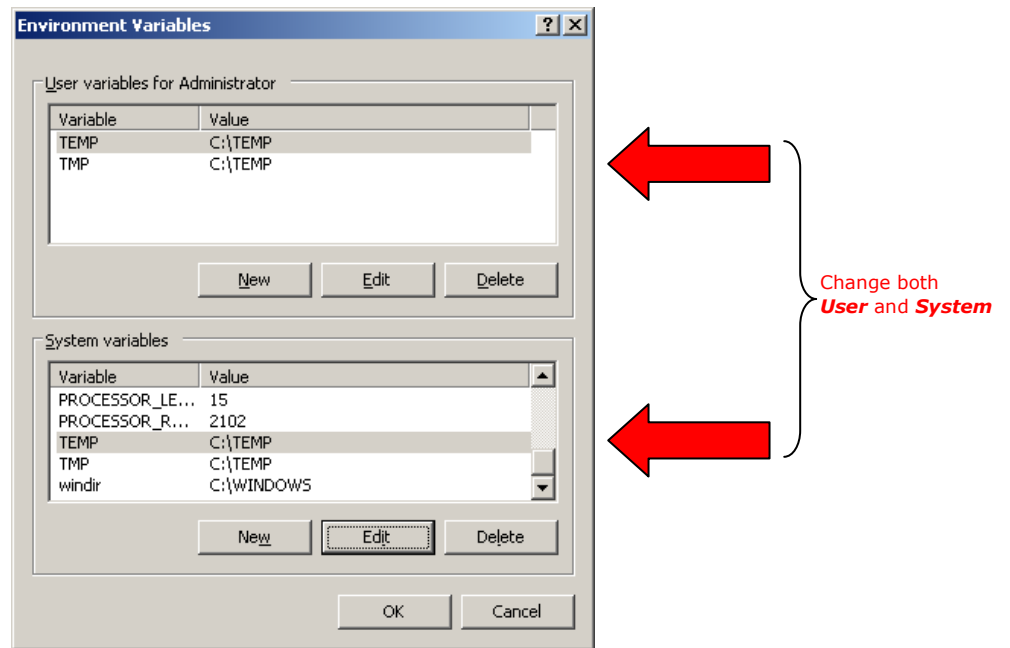 Environment Variables
User variables for Administrator
Variable Value
TEMP C:\TEMP
TMP C:\TEMP
New Edit Delete
Change both
User and System
System variables
Variable Value
PROCESSOR_LE... 15
PROCESSOR_R... 2102
TEMP C:\TEMP
TMP C:\TEMP
windir C:\WINDOWS
New Edit Delete
OK Cancel